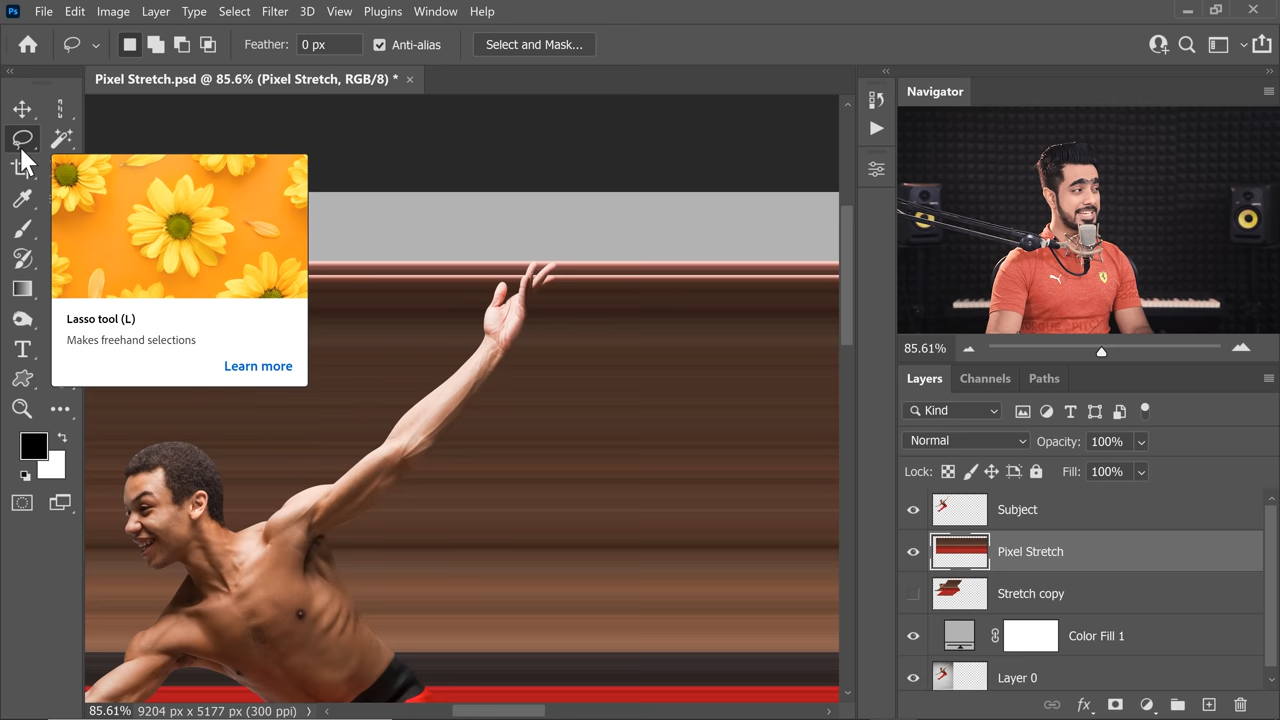 Ps File Edit Image Layer Type Select Filter 3D View Plugins Window Help
Feather: 0 px Anti-alias Select and Mask...
Pixel Stretch.psd @ 85.6% (Pixel Stretch, RGB/8) * ×
Lasso tool (L)
Makes freehand selections
Learn more
85.61% 9204 px x 5177 px (300 ppi)
Navigator
85.61%
Layers Channels Paths
Kind
Normal Opacity: 100%
Lock: Fill: 100%
Subject
Pixel Stretch
Stretch copy
Color Fill 1
Layer 0